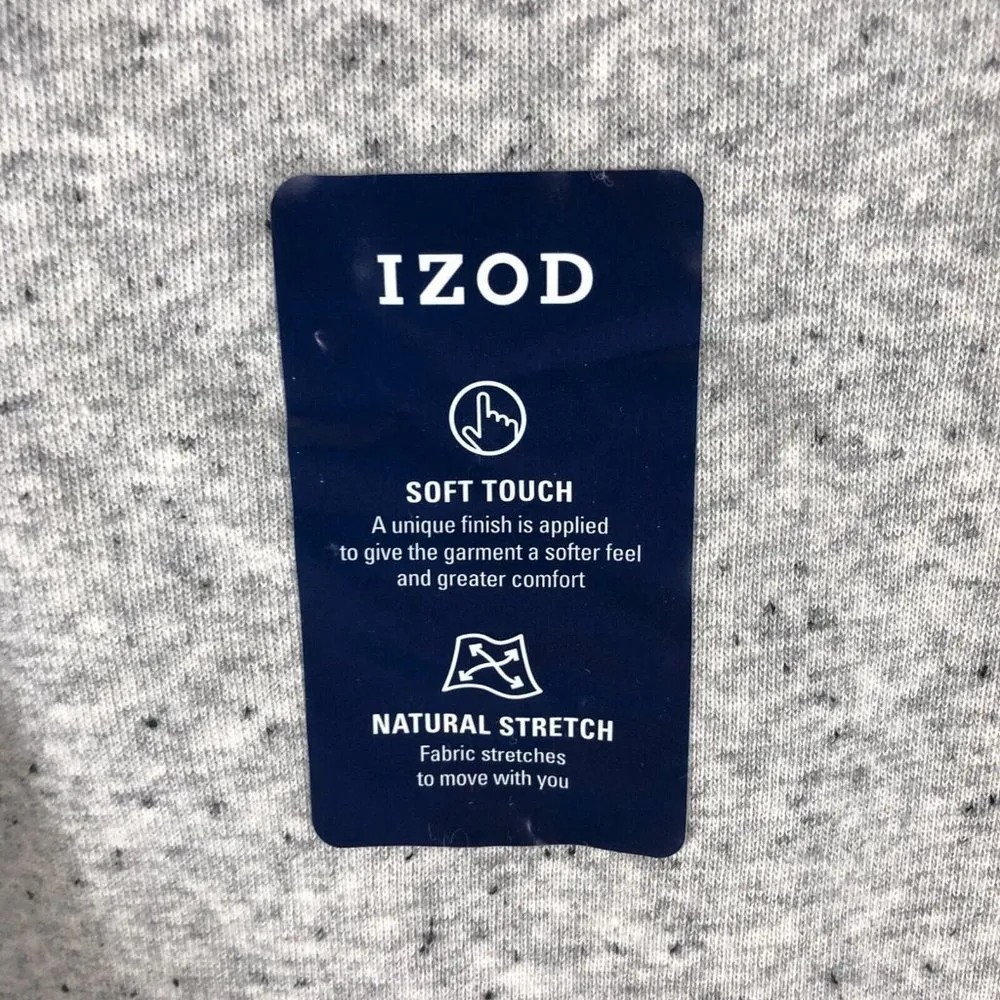 IZOD
SOFT TOUCH
A unique finish is applied
to give the garment a softer feel
and greater comfort
NATURAL STRETCH
Fabric stretches
to move with you